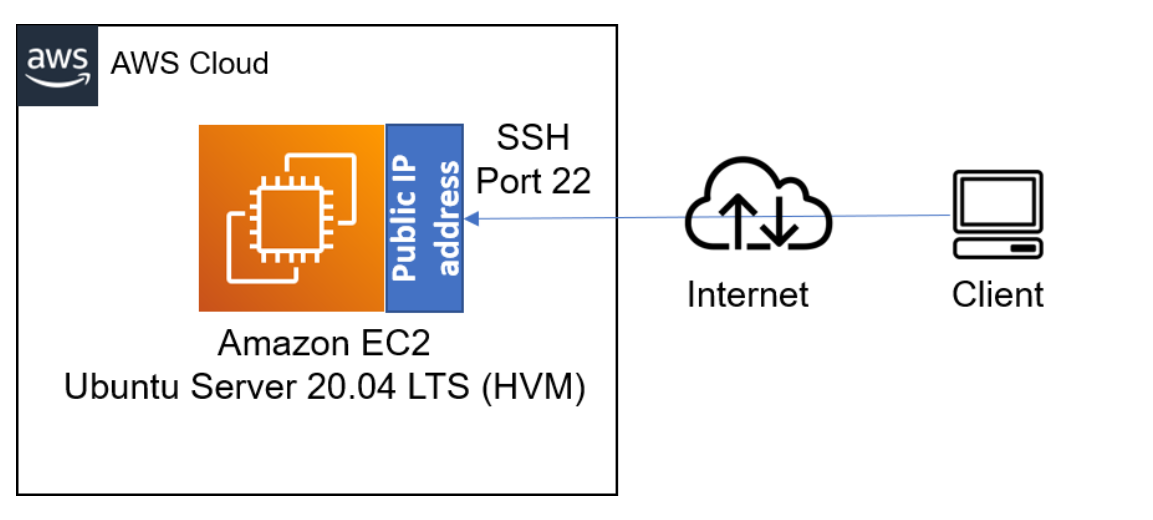 aws
AWS Cloud
SSH
Port 22
Public IP
address
Internet
Client
Amazon EC2
Ubuntu Server 20.04 LTS (HVM)